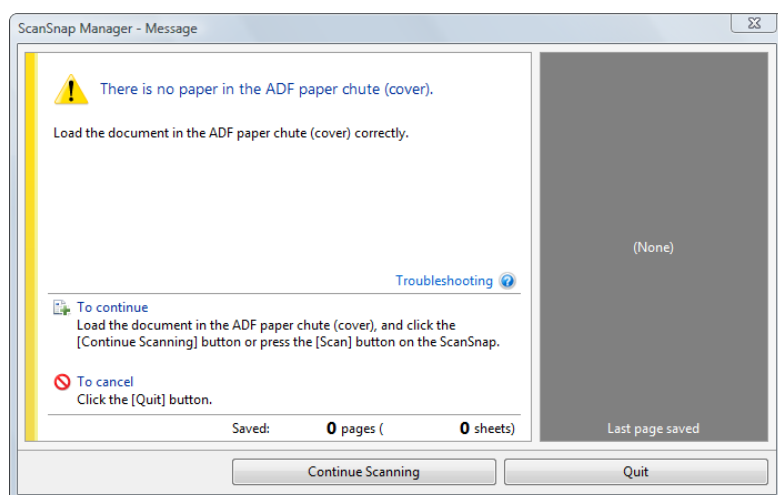 ScanSnap Manager - Message
There is no paper in the ADF paper chute (cover).
Load the document in the ADF paper chute (cover) correctly.
(None)
Troubleshooting
To continue
Load the document in the ADF paper chute (cover), and click the
[Continue Scanning] button or press the [Scan] button on the ScanSnap.
To cancel
Click the [Quit] button.
Saved: 0 pages ( 0 sheets)
Last page saved
Continue Scanning
Quit